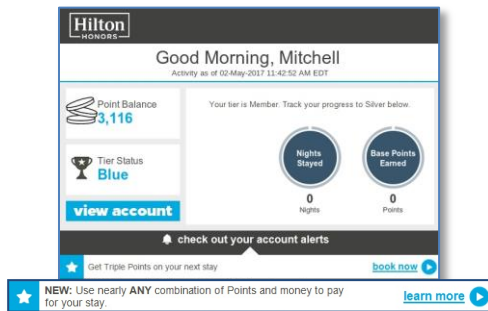 Hilton
HONORS
Good Morning, Mitchell
Activity as of 02-May-2017 11:42:52 AM EDT
Point Balance
3,116
Tier Status
Blue
view account
Your tier is Member. Track your progress to Silver below.
Nights
Stayed
0
Nights
Base Points
Earned
0
Points
check out your account alerts
Get Triple Points on your next stay
book now
NEW: Use nearly ANY combination of Points and money to pay
for your stay.
learn more